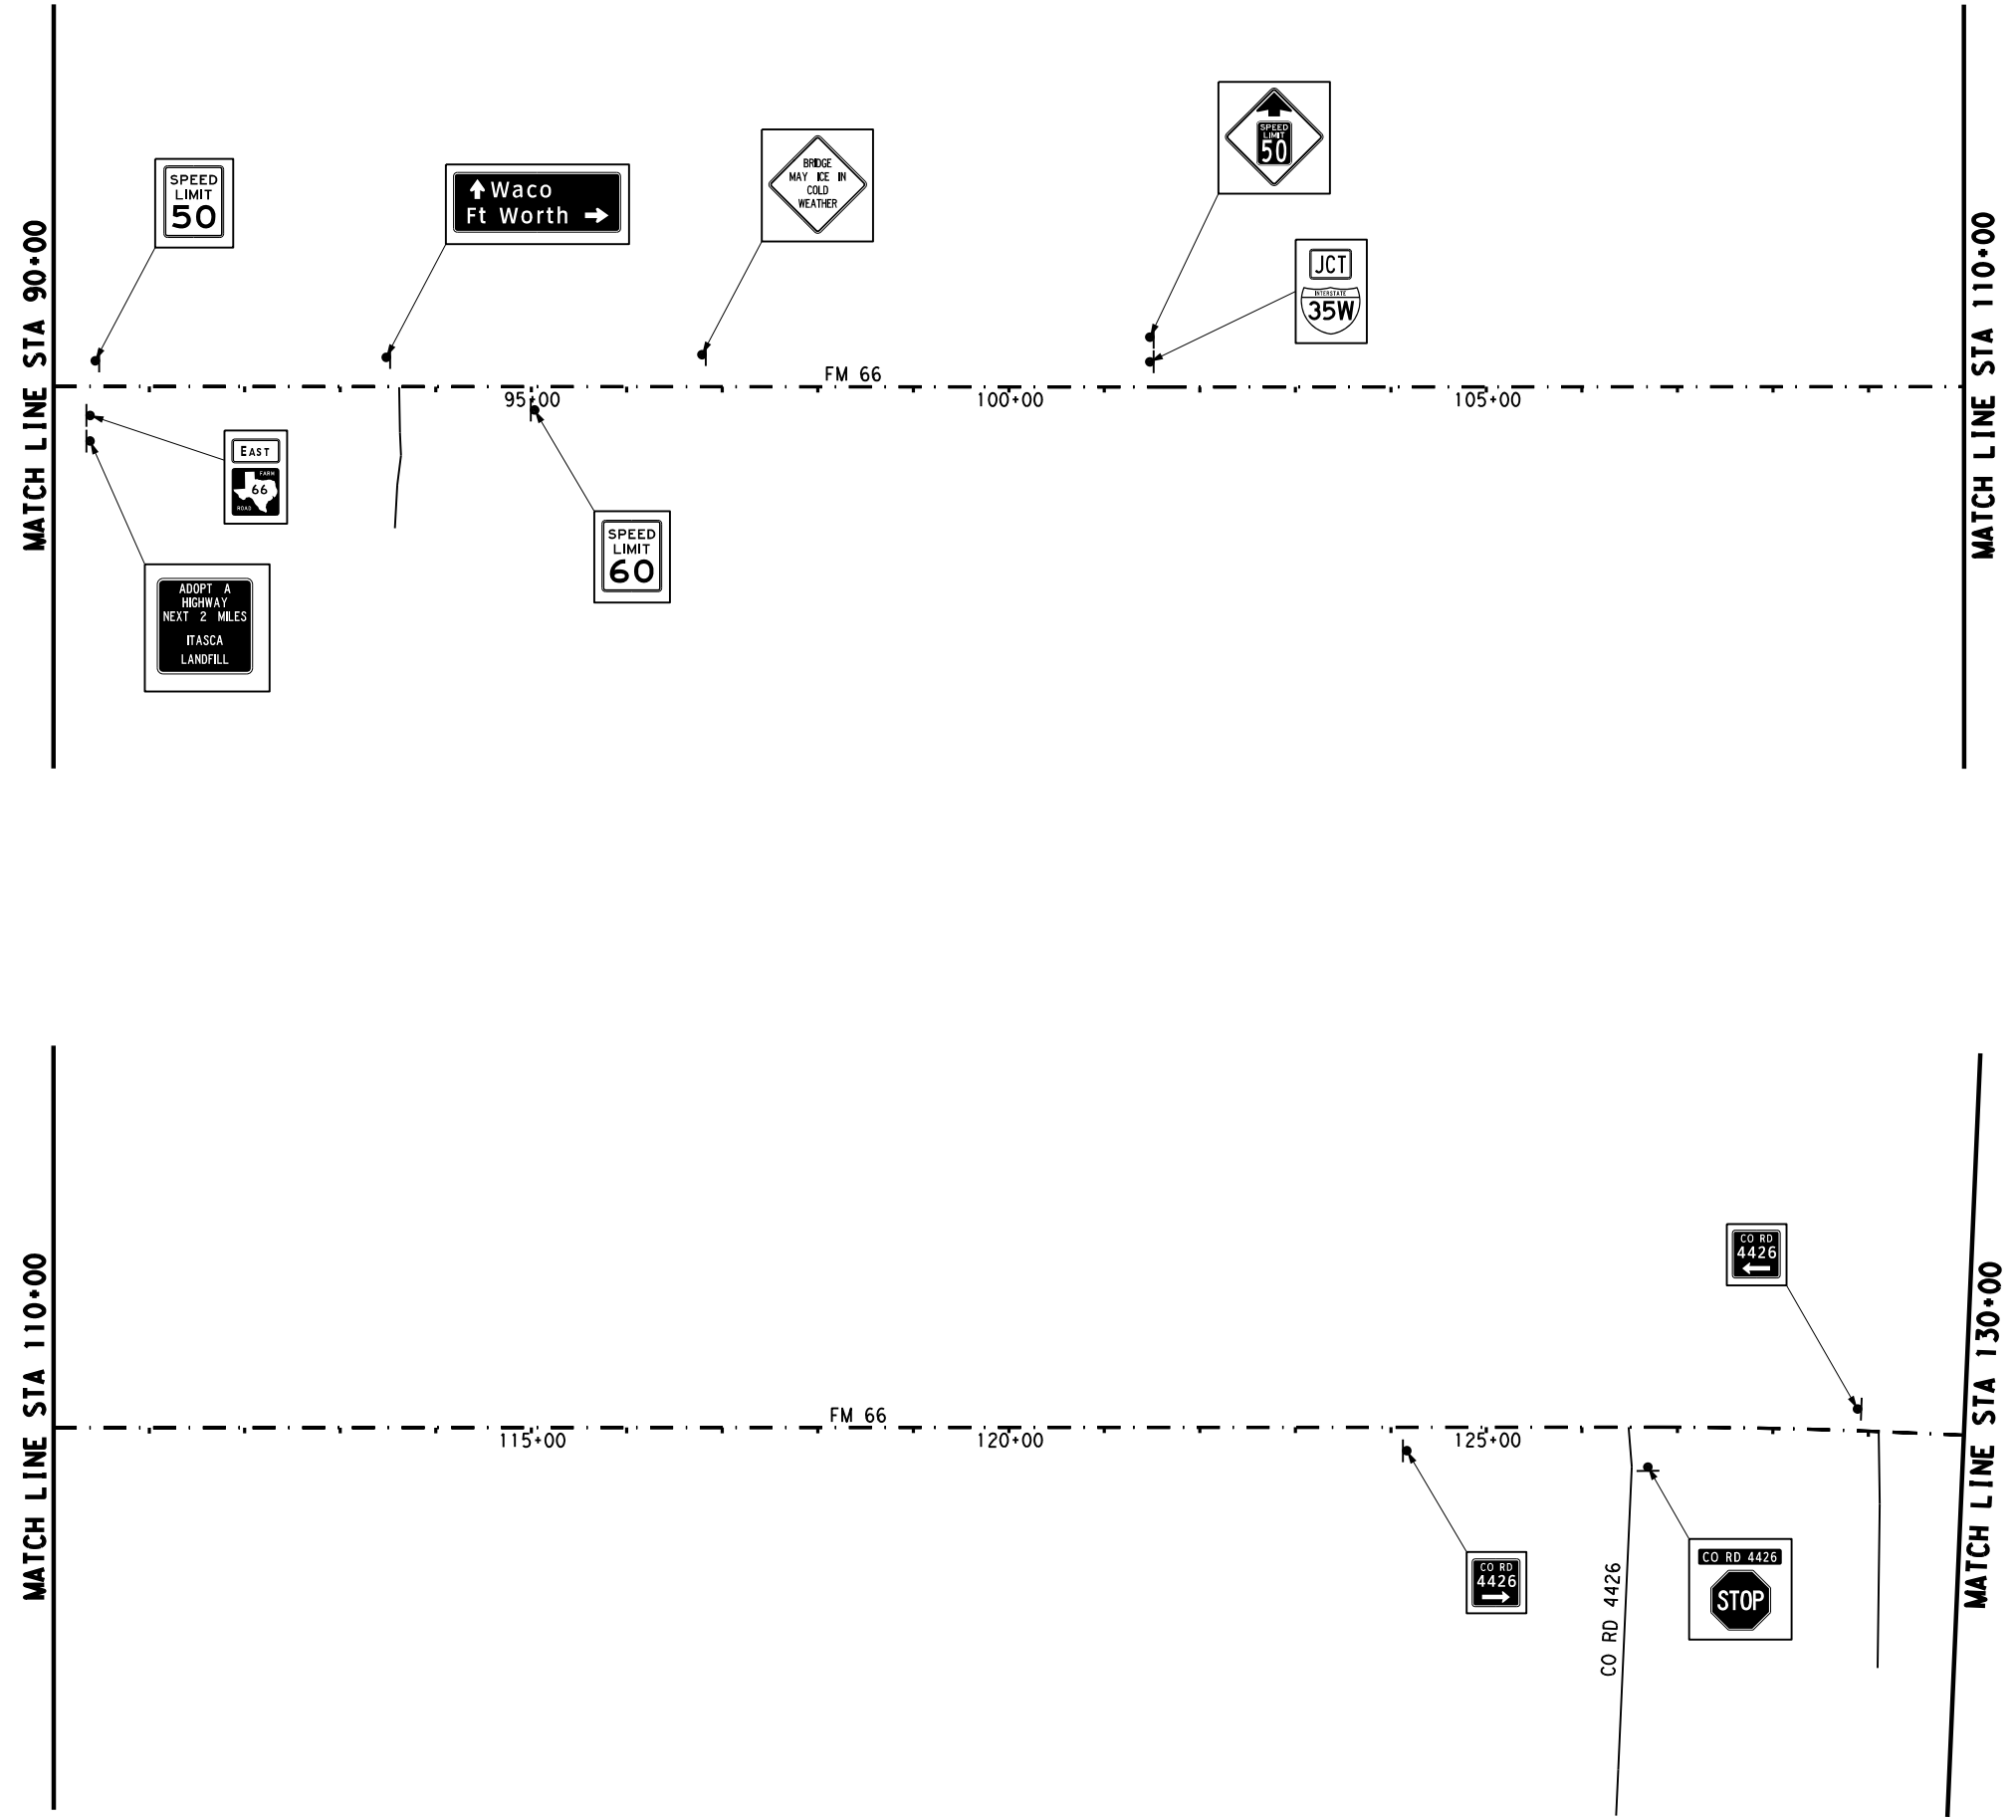 MATCH LINE STA 90+00
SPEED
LIMIT
50
Waco
Ft Worth
BRIDGE
MAY ICE IN
COLD
WEATHER
SPEED
LIMIT
50
JCT
INTERSTATE
35W
MATCH LINE STA 110+00
FM 66
95+00
100+00
105+00
EAST
FARM
66
ROAD
SPEED
LIMIT
60
ADOPT A
HIGHWAY
NEXT 2 MILES
ITASCA
LANDFILL
MATCH LINE STA 110+00
CO RD
4426
MATCH LINE STA 130+00
FM 66
115+00
120+00
125+00
CO RD
4426
CO RD 4426
CO RD 4426
STOP